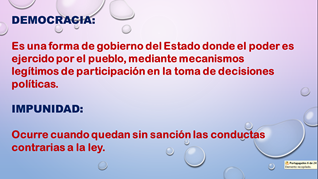 DEMOCRACIA:
Es una forma de gobierno del Estado donde el poder es
ejercido por el pueblo, mediante mecanismos
legítimos de participación en la toma de decisiones
políticas.
IMPUNIDAD:
Ocurre cuando quedan sin sanción las conductas
contrarias a la ley.